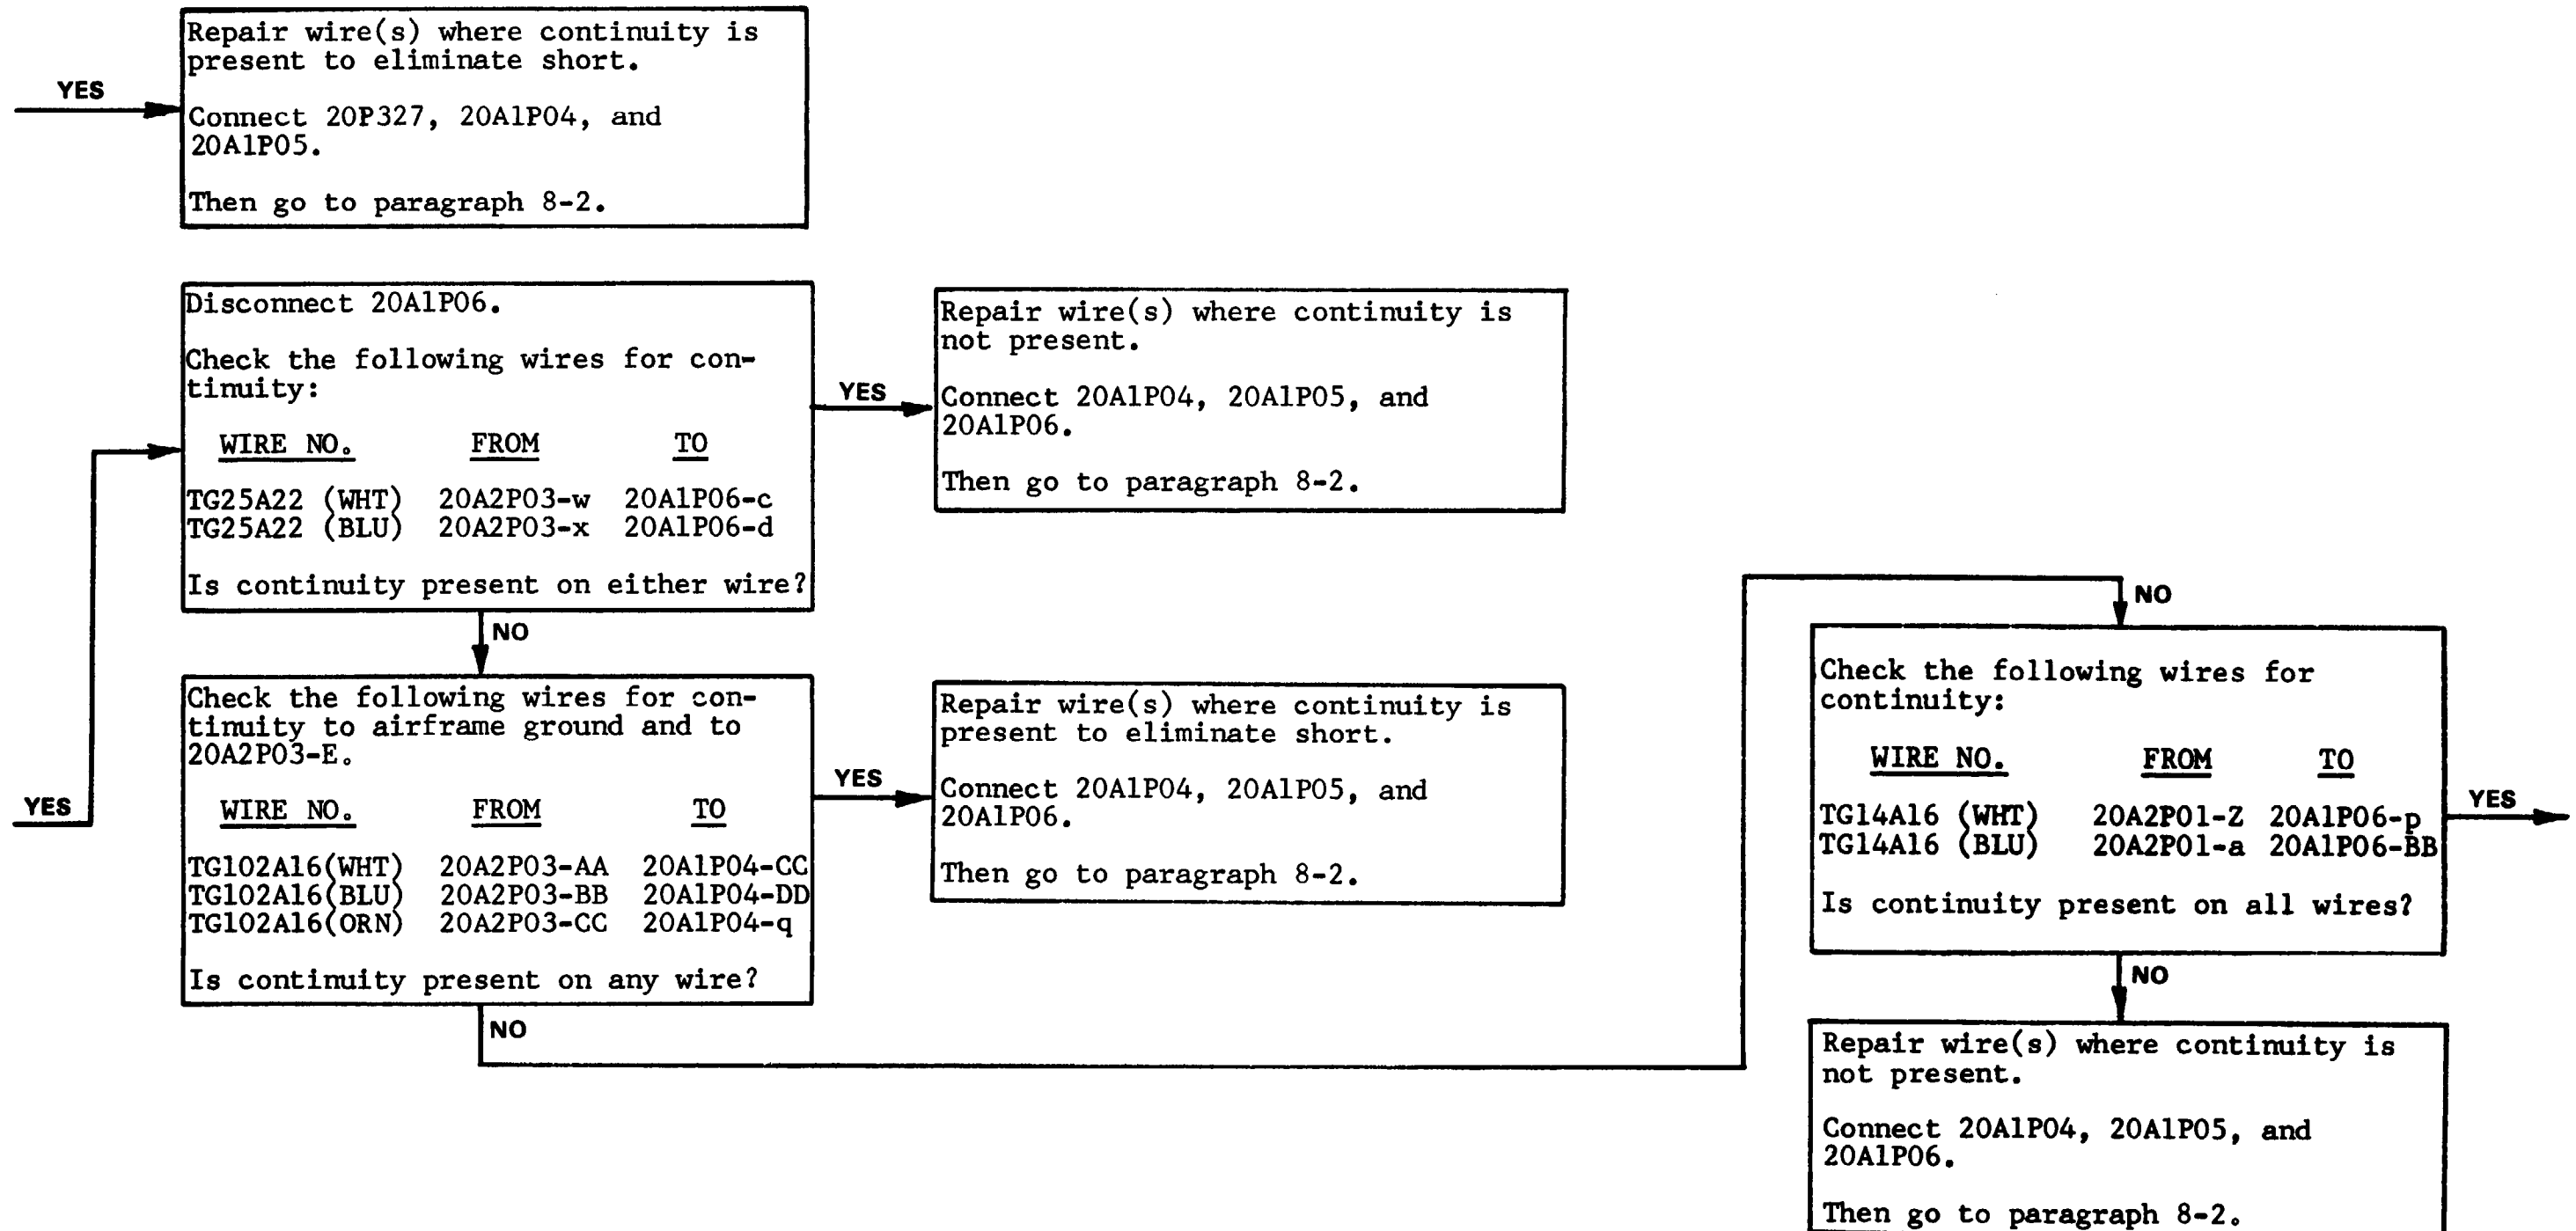 YES
Repair wire(s) where continuity is
present to eliminate short.
Connect 20P327, 20A1P04, and
20A1P05.
Then go to paragraph 8-2.
YES
Disconnect 20A1P06.
Check the following wires for con-
tinuity:
WIRE NO. FROM TO
TG25A22 (WHT) 20A2P03-w 20A1P06-c
TG25A22 (BLU) 20A2P03-x 20A1P06-d
Is continuity present on either wire?
YES
Repair wire(s) where continuity is
not present.
Connect 20A1P04, 20A1P05, and
20A1P06.
Then go to paragraph 8-2.
NO
Check the following wires for con-
tinuity to airframe ground and to
20A2P03-E.
WIRE NO. FROM TO
TG102A16(WHT) 20A2P03-AA 20A1P04-CC
TG102A16(BLU) 20A2P03-BB 20A1P04-DD
TG102A16(ORN) 20A2P03-CC 20A1P04-q
Is continuity present on any wire?
YES
Repair wire(s) where continuity is
present to eliminate short.
Connect 20A1P04, 20A1P05, and
20A1P06.
Then go to paragraph 8-2.
NO
NO
Check the following wires for
continuity:
WIRE NO. FROM TO
TG14A16 (WHT) 20A2P01-Z 20A1P06-p
TG14A16 (BLU) 20A2P01-a 20A1P06-BB
Is continuity present on all wires?
YES
NO
Repair wire(s) where continuity is
not present.
Connect 20A1P04, 20A1P05, and
20A1P06.
Then go to paragraph 8-2.